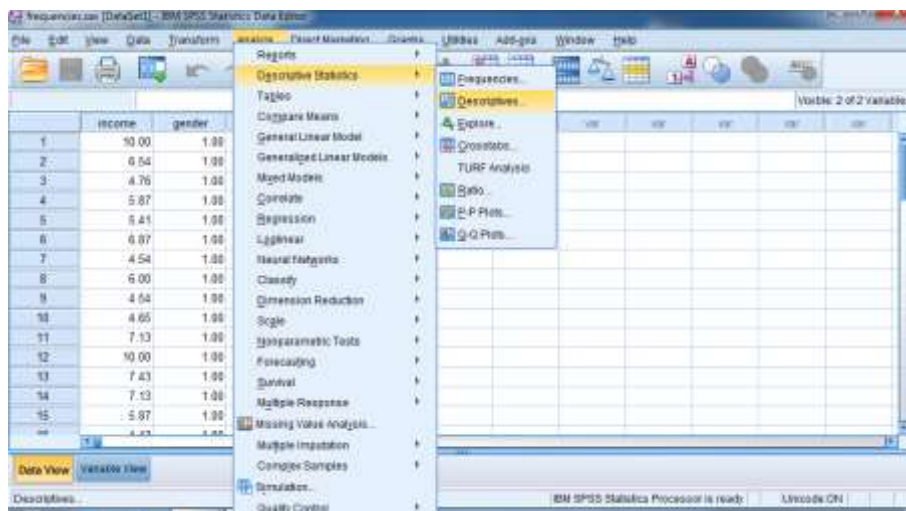 frequencies.sav [DataSet1] - IBM SPSS Statistics Data Editor
File Edit View Data Transform Analyze Direct Marketing Graphs Utilities Add-ons Window Help
Visible: 2 of 2 Variable
income gender var var var var
1 10.00 1.00
2 6.54 1.00
3 4.76 1.00
4 5.87 1.00
5 5.41 1.00
6 6.87 1.00
7 4.54 1.00
8 6.00 1.00
9 4.54 1.00
10 4.65 1.00
11 7.13 1.00
12 10.00 1.00
13 7.43 1.00
14 7.13 1.00
15 5.87 1.00
Reports
Descriptive Statistics
Tables
Compare Means
General Linear Model
Generalized Linear Models
Mixed Models
Correlate
Regression
Loglinear
Neural Networks
Classify
Dimension Reduction
Scale
Nonparametric Tests
Forecasting
Survival
Multiple Response
Missing Value Analysis...
Multiple Imputation
Complex Samples
Simulation...
Quality Control
Frequencies...
Descriptives...
Explore...
Crosstabs...
TURF Analysis
Ratio...
P-P Plots...
Q-Q Plots...
Data View Variable View
Descriptives... IBM SPSS Statistics Processor is ready Unicode:ON